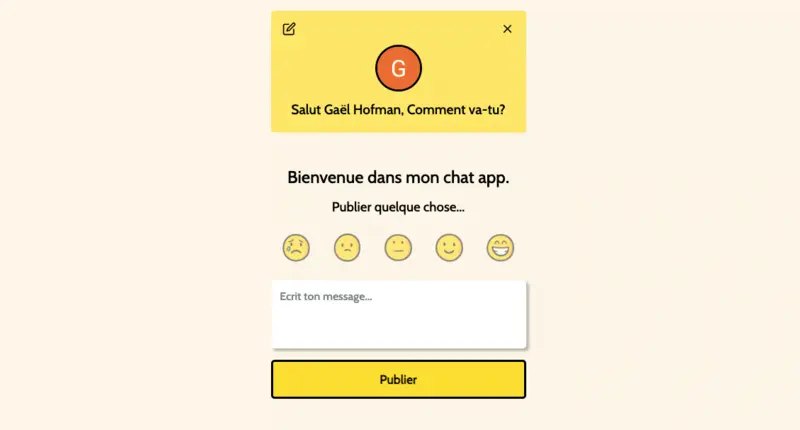 G
Salut Gaël Hofman, Comment va-tu?
Bienvenue dans mon chat app.
Publier quelque chose...
Ecrit ton message...
Publier